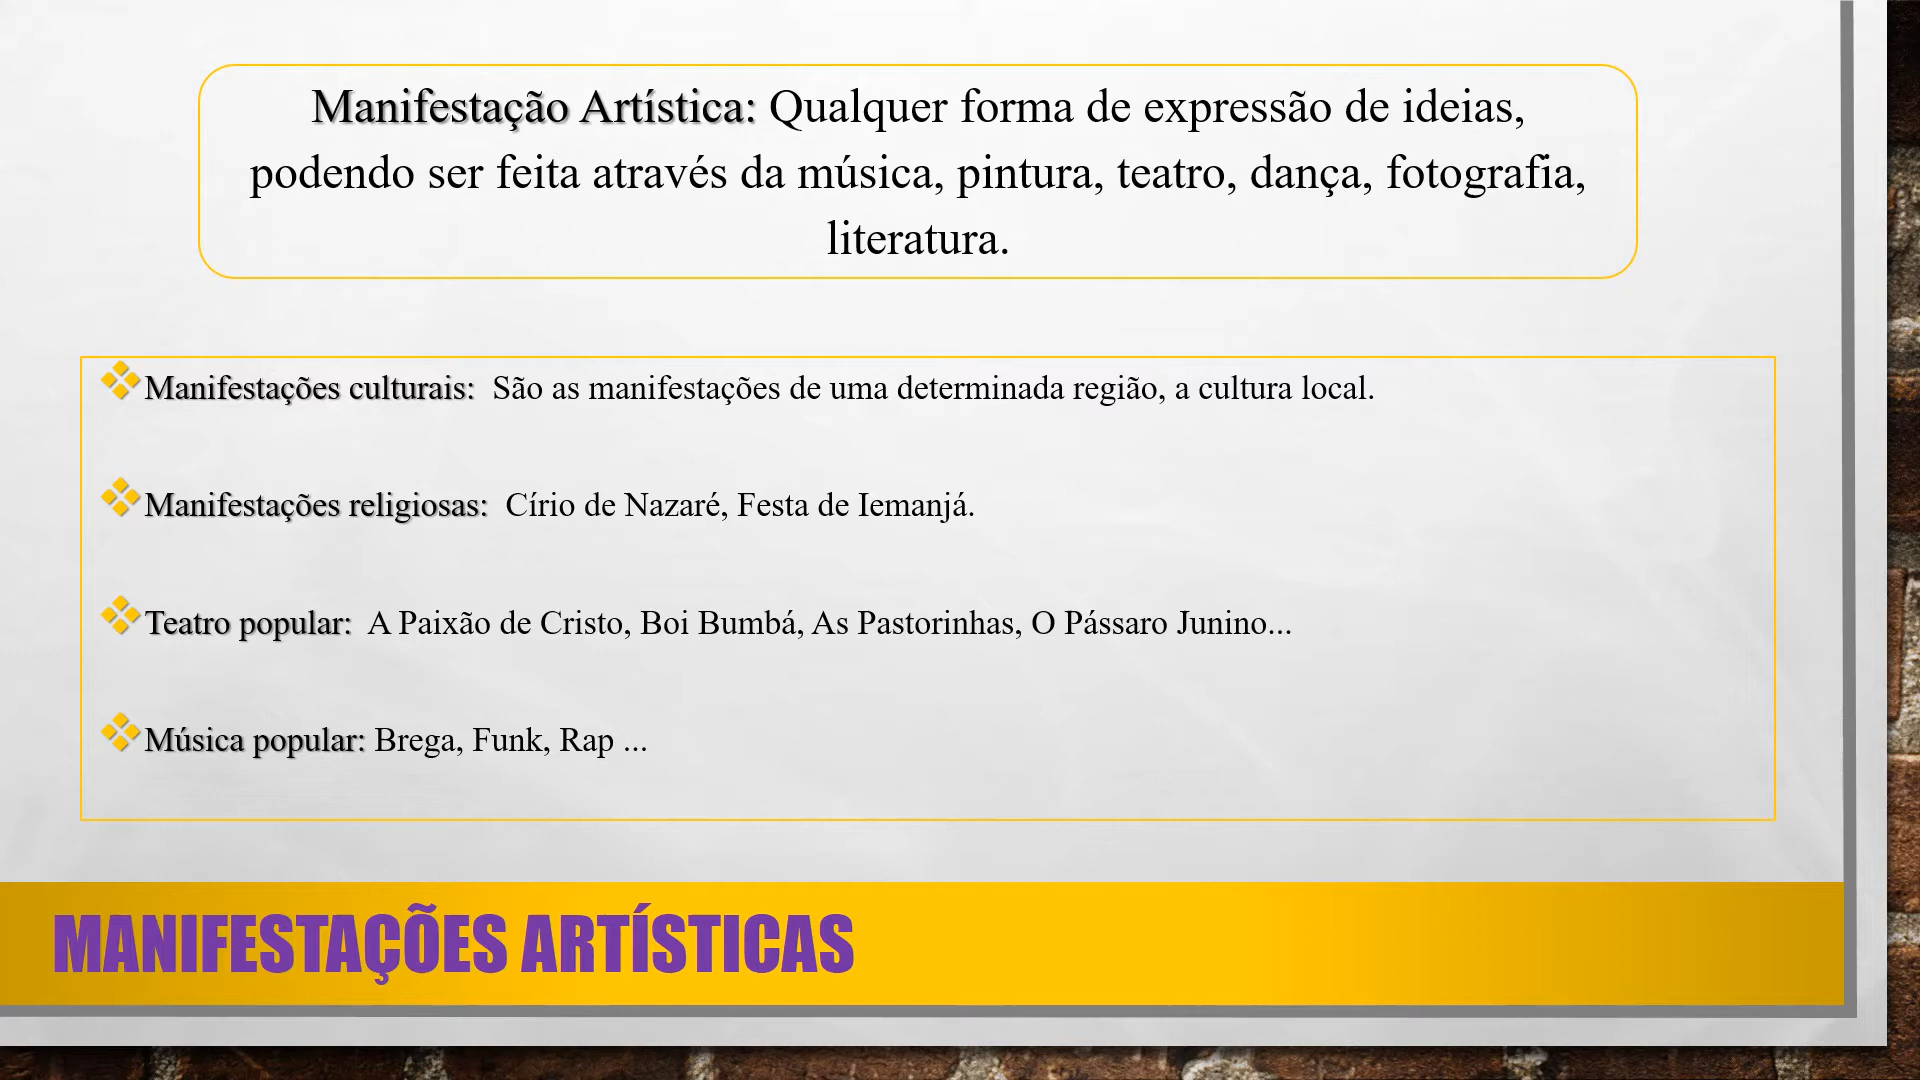 Manifestação Artística: Qualquer forma de expressão de ideias,
podendo ser feita através da música, pintura, teatro, dança, fotografia,
literatura.
Manifestações culturais:  São as manifestações de uma determinada região, a cultura local.
Manifestações religiosas:  Círio de Nazaré, Festa de Iemanjá.
Teatro popular:  A Paixão de Cristo, Boi Bumbá, As Pastorinhas, O Pássaro Junino...
Música popular: Brega, Funk, Rap ...
MANIFESTAÇÕES ARTÍSTICAS